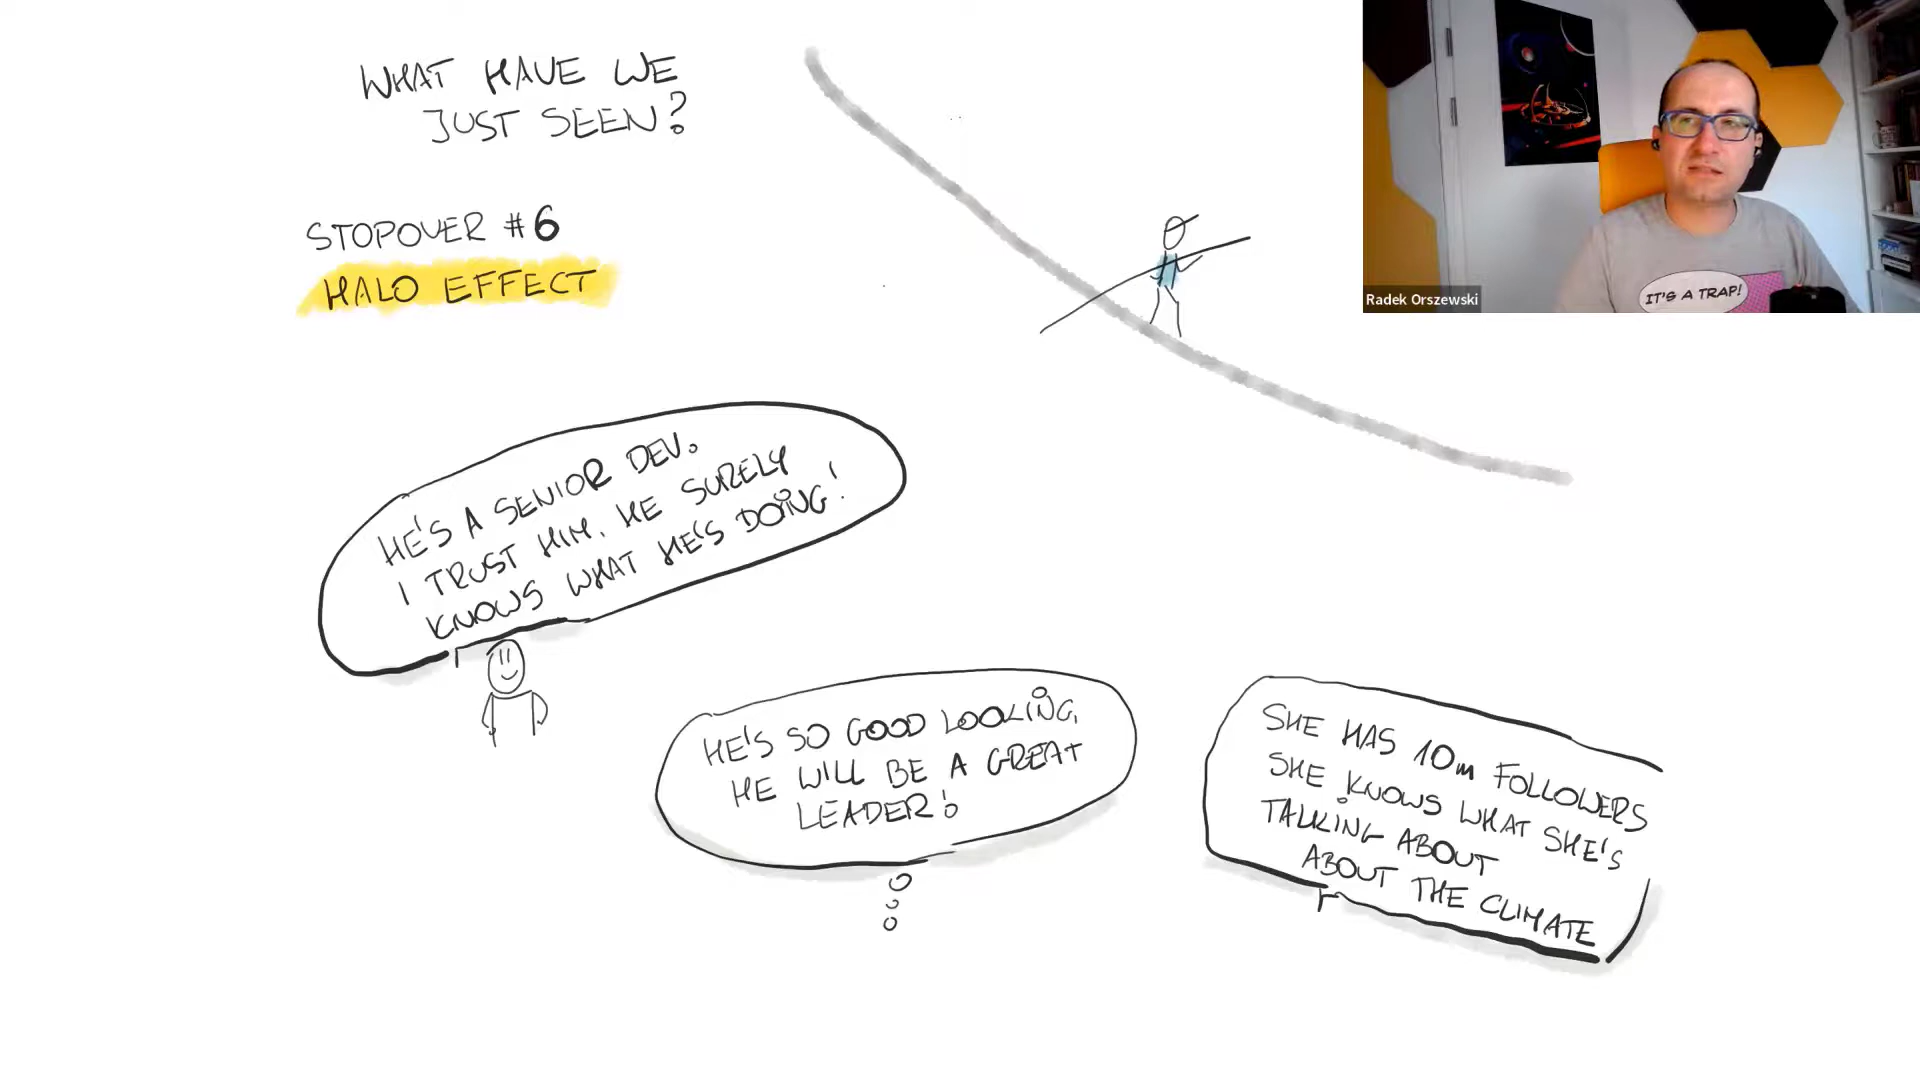 WHAT HAVE WE
JUST SEEN?
STOPOVER #6
HALO EFFECT
HE'S A SENIOR DEV.
I TRUST HIM. HE SURELY
KNOWS WHAT HE'S DOING!
HE'S SO GOOD LOOKING,
HE WILL BE A GREAT
LEADER!
SHE HAS 10m FOLLOWERS
SHE KNOWS WHAT SHE'S
TALKING ABOUT
ABOUT THE CLIMATE
IT'S A TRAP!
Radek Orszewski